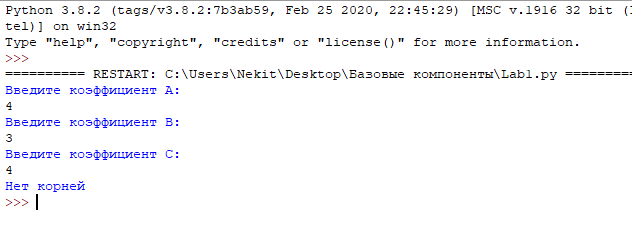 Python 3.8.2 (tags/v3.8.2:7b3ab59, Feb 25 2020, 22:45:29) [MSC v.1916 32 bit (
tel)] on win32
Type "help", "copyright", "credits" or "license()" for more information.
>>>
========== RESTART: C:\Users\Nekit\Desktop\Базовые компоненты\Lab1.py ==========
Введите коэффициент A:
4
Введите коэффициент B:
3
Введите коэффициент C:
4
Нет корней
>>>